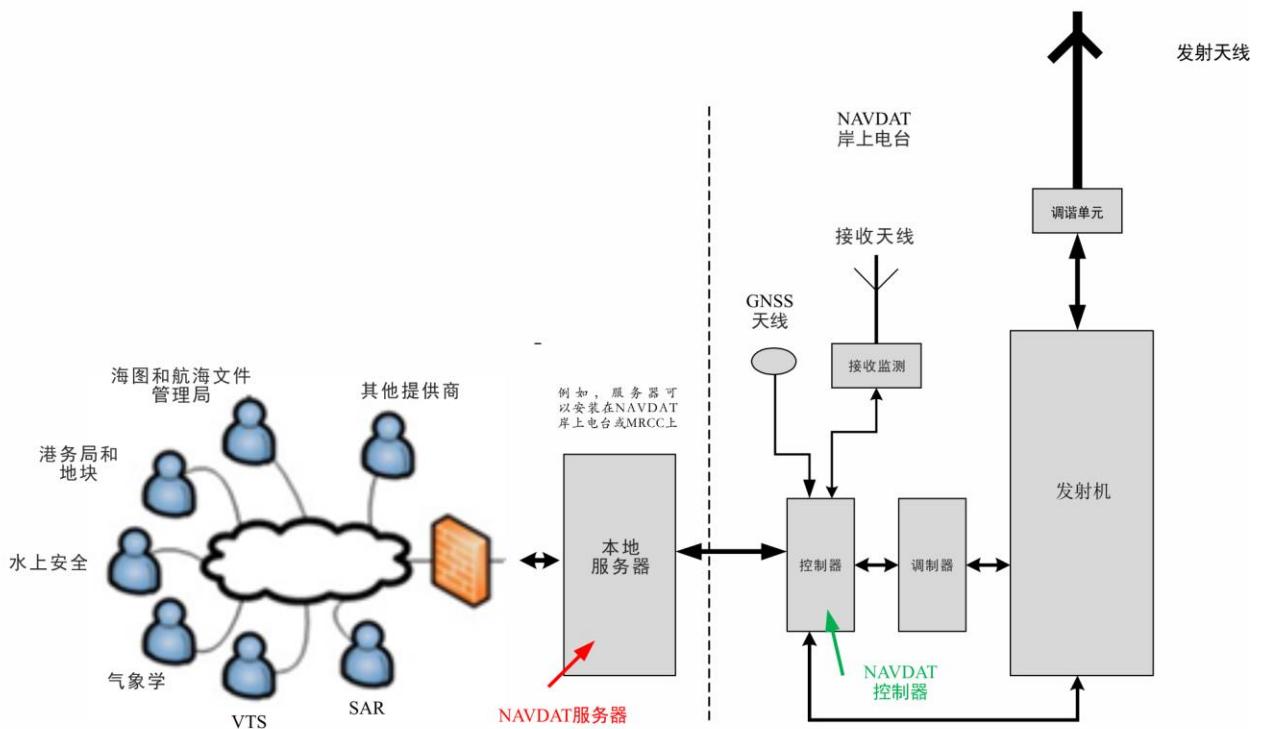 发射天线
NAVDAT
岸上电台
调谐单元
接收天线
GNSS
天线
接收监测
海图和航海文件
管理局
其他提供商
例如，服务器可
以安装在NAVDAT
岸上电台或MRCC上
港务局和
地块
发射机
水上安全
本地
服务器
控制器
调制器
气象学
VTS
SAR
NAVDAT服务器
NAVDAT
控制器